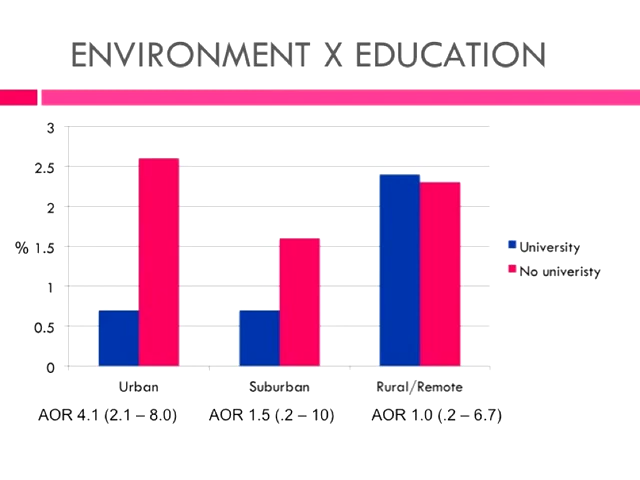 ENVIRONMENT X EDUCATION
3
2.5
2
% 1.5
1
0.5
0
University
No univeristy
Urban Suburban Rural/Remote
AOR 4.1 (2.1 – 8.0) AOR 1.5 (.2 – 10) AOR 1.0 (.2 – 6.7)